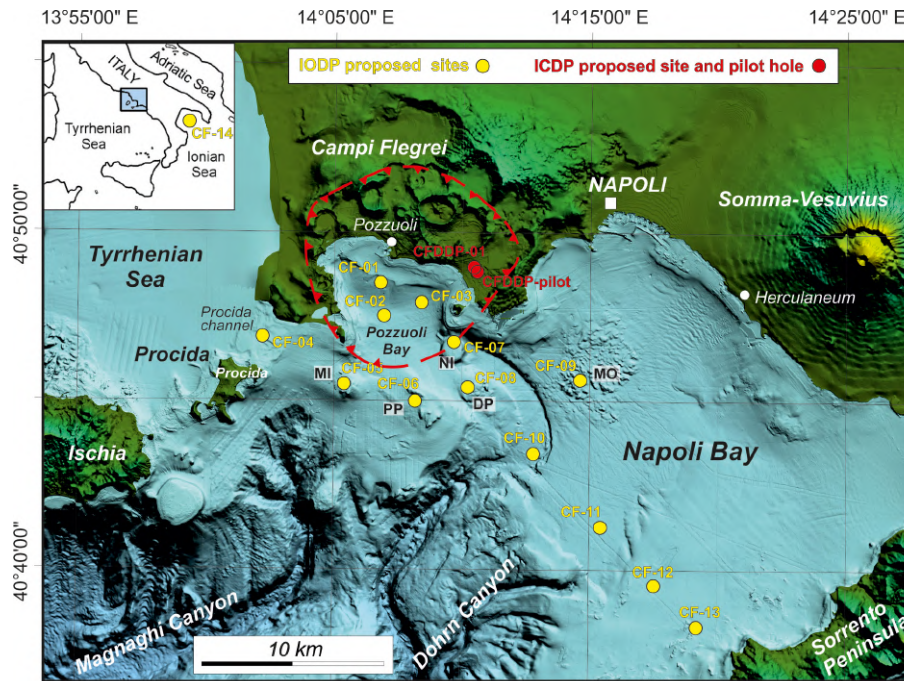 13°55'00" E
14°05'00" E
14°15'00" E
14°25'00" E
IODP proposed sites
ICDP proposed site and pilot hole
ITALY
Adriatic Sea
CF-14
Tyrrhenian
Sea
Ionian
Sea
Campi Flegrei
NAPOLI
Somma-Vesuvius
40°50'00" N
Pozzuoli
Tyrrhenian
Sea
CFDDP-01
CFDDP-pilot
CF-01
CF-02
CF-03
Herculaneum
Procida
channel
CF-04
Pozzuoli
Bay
CF-07
Procida
Procida
MI
CF-05
CF-06
NI
CF-08
CF-09
MO
PP
DP
Ischia
CF-10
Napoli Bay
CF-11
40°40'00" N
CF-12
CF-13
Magnaghi Canyon
Dohrn Canyon
Sorrento
Peninsula
10 km